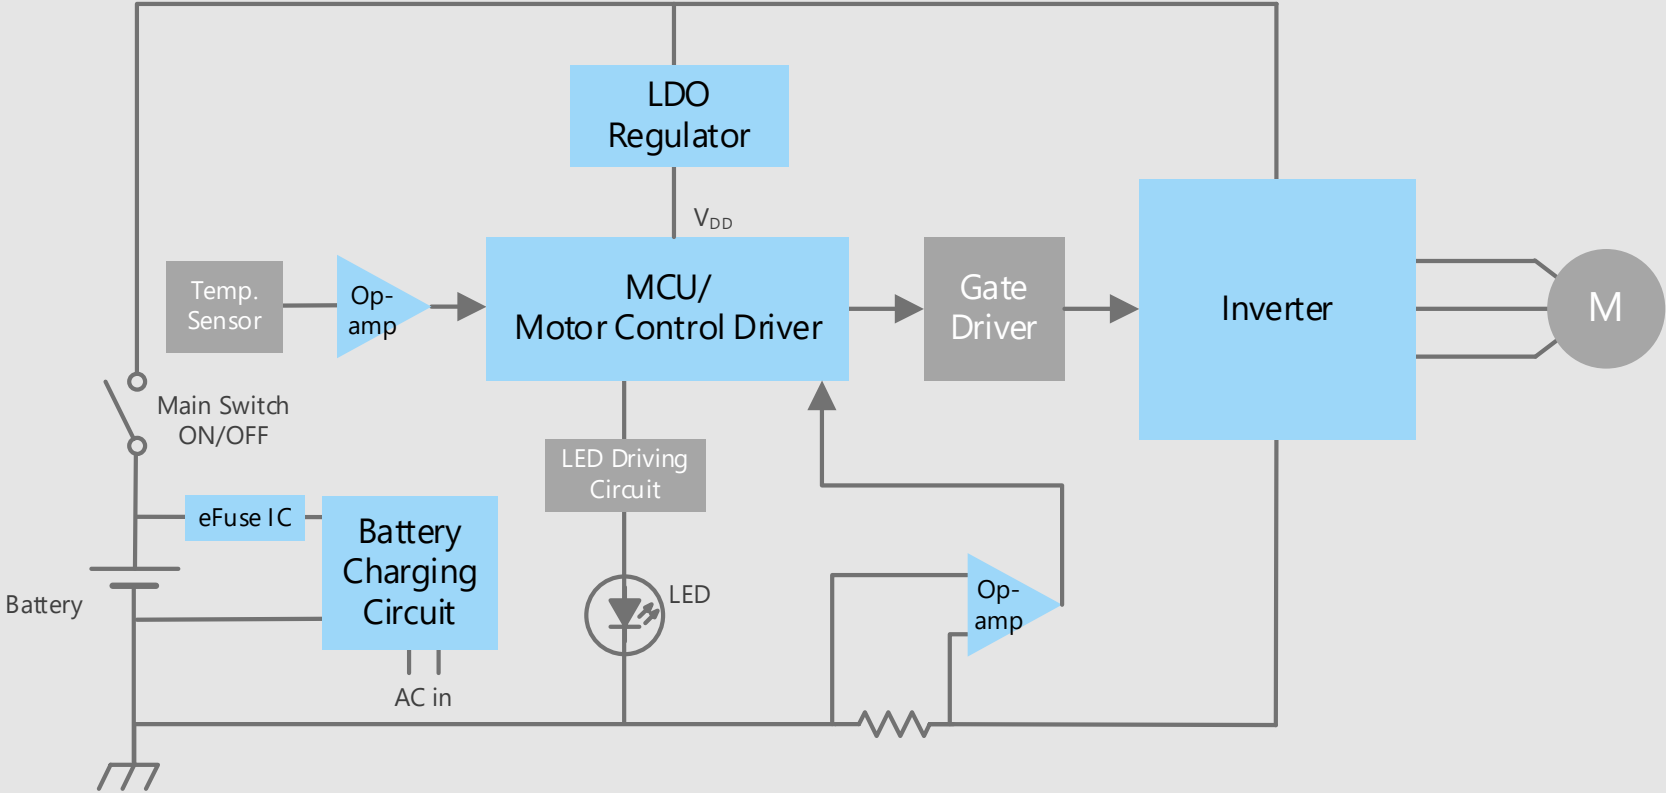 LDO
Regulator
VDD
Temp.
Sensor
Op-
amp
MCU/
Motor Control Driver
Gate
Driver
Inverter
M
Main Switch
ON/OFF
LED Driving
Circuit
eFuse IC
Battery
Charging
Circuit
Battery
LED
Op-
amp
AC in